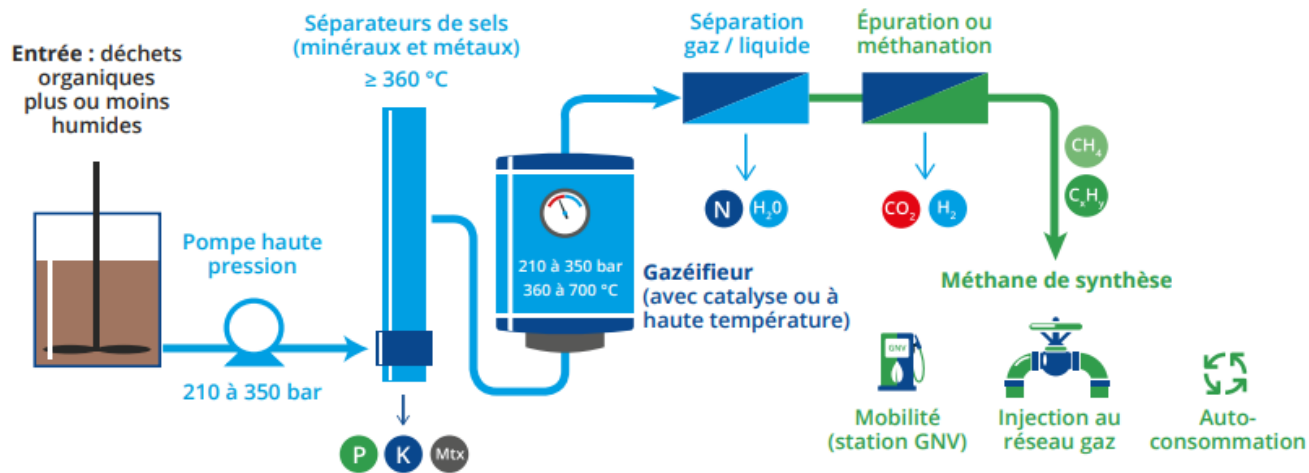 Entrée : déchets
organiques
plus ou moins
humides
Pompe haute
pression
210 à 350 bar
Séparateurs de sels
(minéraux et métaux)
≥ 360 °C
P
K
Mtx
210 à 350 bar
360 à 700 °C
Gazéifieur
(avec catalyse ou à
haute température)
Séparation
gaz / liquide
N
H₂0
Épuration ou
méthanation
CO₂
H₂
CH₄
CₓHᵧ
Méthane de synthèse
GNV
Mobilité
(station GNV)
Injection au
réseau gaz
Auto-
consommation